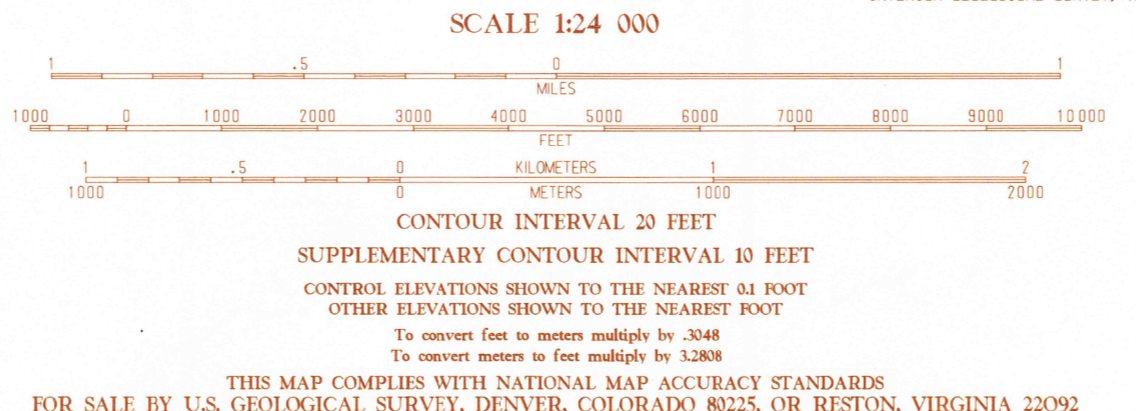 SCALE 1:24 000
1 .5 0 1
MILES
1000 0 1000 2000 3000 4000 5000 6000 7000 8000 9000 10 000
FEET
1 .5 0 KILOMETERS 1 2
1000 0 METERS 1000 2000
CONTOUR INTERVAL 20 FEET
SUPPLEMENTARY CONTOUR INTERVAL 10 FEET
CONTROL ELEVATIONS SHOWN TO THE NEAREST 0.1 FOOT
OTHER ELEVATIONS SHOWN TO THE NEAREST FOOT
To convert feet to meters multiply by .3048
To convert meters to feet multiply by 3.2808
THIS MAP COMPLIES WITH NATIONAL MAP ACCURACY STANDARDS
FOR SALE BY U.S. GEOLOGICAL SURVEY, DENVER, COLORADO 80225, OR RESTON, VIRGINIA 22092